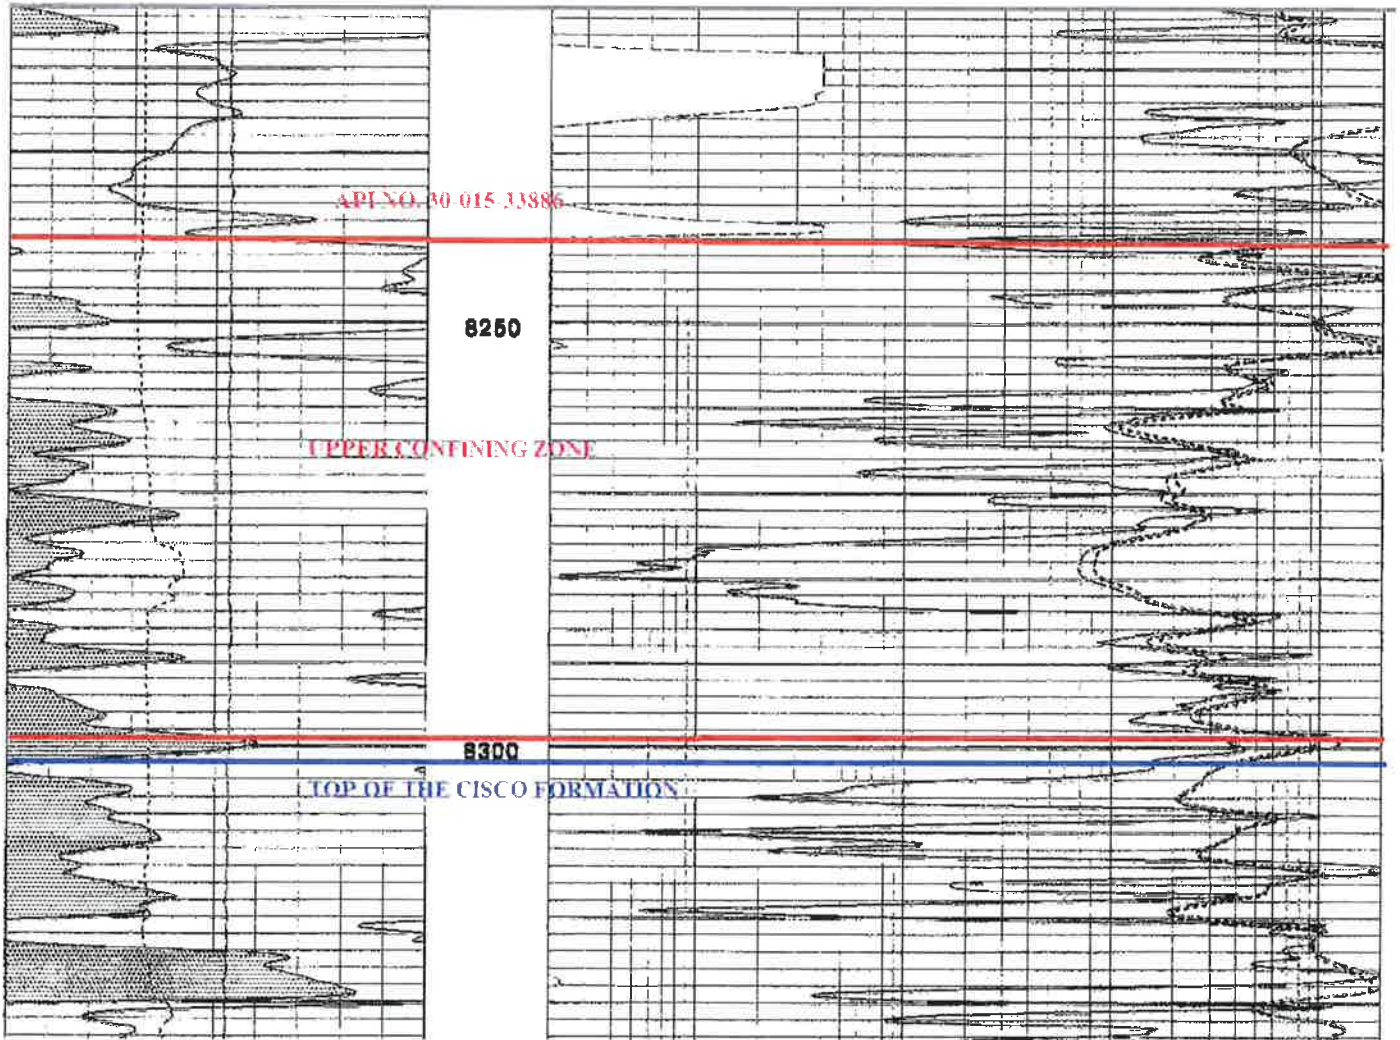 API NO. 30-015-33886
8250
UPPER CONFINING ZONE
8300
TOP OF THE CISCO FORMATION